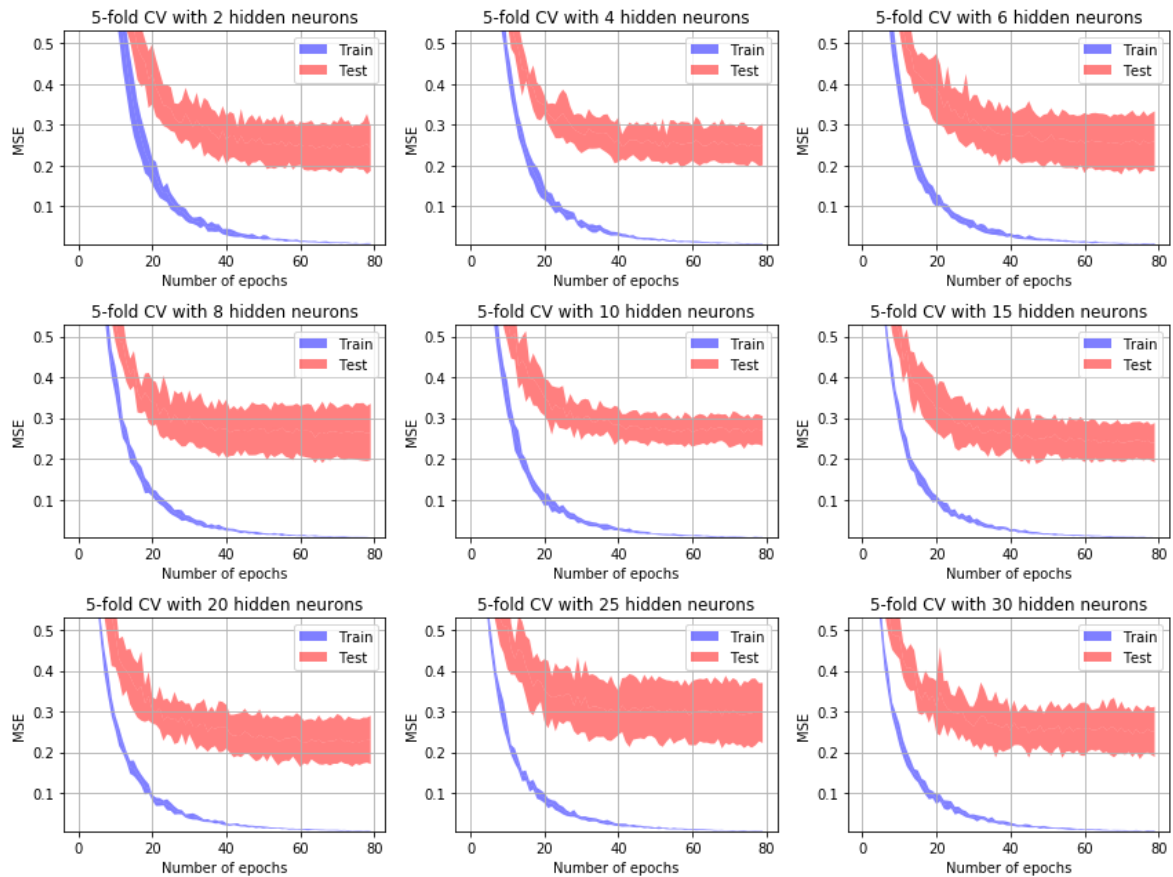 5-fold CV with 2 hidden neurons
0.5
0.4
0.3
0.2
0.1
MSE
Train
Test
0 20 40 60 80
Number of epochs
5-fold CV with 4 hidden neurons
0.5
0.4
0.3
0.2
0.1
MSE
Train
Test
0 20 40 60 80
Number of epochs
5-fold CV with 6 hidden neurons
0.5
0.4
0.3
0.2
0.1
MSE
Train
Test
0 20 40 60 80
Number of epochs
5-fold CV with 8 hidden neurons
0.5
0.4
0.3
0.2
0.1
MSE
Train
Test
0 20 40 60 80
Number of epochs
5-fold CV with 10 hidden neurons
0.5
0.4
0.3
0.2
0.1
MSE
Train
Test
0 20 40 60 80
Number of epochs
5-fold CV with 15 hidden neurons
0.5
0.4
0.3
0.2
0.1
MSE
Train
Test
0 20 40 60 80
Number of epochs
5-fold CV with 20 hidden neurons
0.5
0.4
0.3
0.2
0.1
MSE
Train
Test
0 20 40 60 80
Number of epochs
5-fold CV with 25 hidden neurons
0.5
0.4
0.3
0.2
0.1
MSE
Train
Test
0 20 40 60 80
Number of epochs
5-fold CV with 30 hidden neurons
0.5
0.4
0.3
0.2
0.1
MSE
Train
Test
0 20 40 60 80
Number of epochs